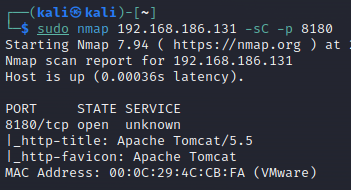 ┌──(kali㉿kali)-[~]
└─$ sudo nmap 192.168.186.131 -sC -p 8180
Starting Nmap 7.94 ( https://nmap.org ) at
Nmap scan report for 192.168.186.131
Host is up (0.00036s latency).
PORT     STATE SERVICE
8180/tcp open  unknown
|_http-title: Apache Tomcat/5.5
|_http-favicon: Apache Tomcat
MAC Address: 00:0C:29:4C:CB:FA (VMware)